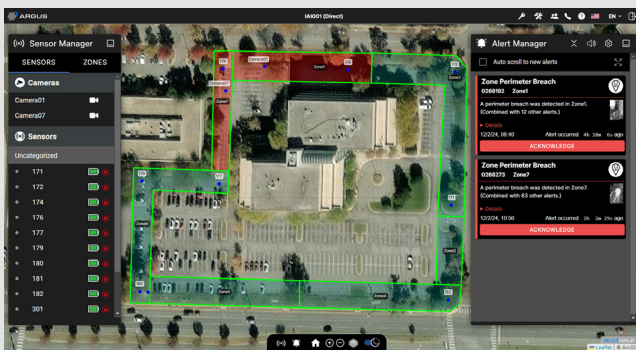 ARGUS
IAI001 (Direct)
EN
Sensor Manager
SENSORS
ZONES
Cameras
Camera01
Camera07
Sensors
Uncategorized
171
172
174
176
177
179
180
181
182
301
Camera01
Zone1
Zone2
Camera07
Zone7
Zone6
Zone3
Zone5
Zone4
Alert Manager
Auto scroll to new alerts
Zone Perimeter Breach
0268192 Zone1
A perimeter breach was detected in Zone1.
(Combined with 12 other alerts.)
Details
12/2/24, 08:40 Alert occurred 4h 18m 6s ago
ACKNOWLEDGE
Zone Perimeter Breach
0268273 Zone7
A perimeter breach was detected in Zone7.
(Combined with 63 other alerts.)
Details
12/2/24, 10:56 Alert occurred 2h 2m 29s ago
ACKNOWLEDGE
Leaflet | © ArcGI